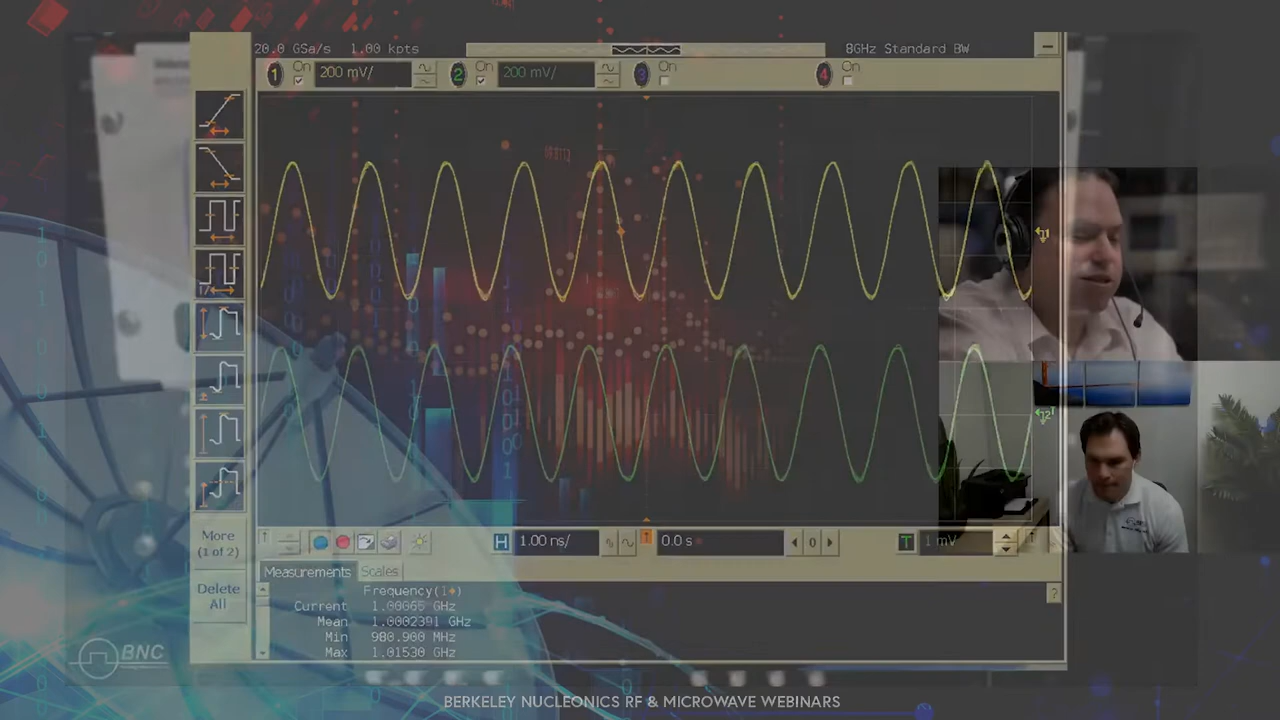 20.0 GSa/s 1.00 kpts
8GHz Standard BW
1 On 200 mV/ 2 On 200 mV/ 3 On 4 On
More
(1 of 2)
Delete
All
H 1.00 ns/ 0.0 s 0 T 1 mV
Measurements Scales
?
Frequency(1)
Current 1.00065 GHz
Mean 1.0002391 GHz
Min 980.900 MHz
Max 1.01530 GHz
BNC
BERKELEY NUCLEONICS RF & MICROWAVE WEBINARS